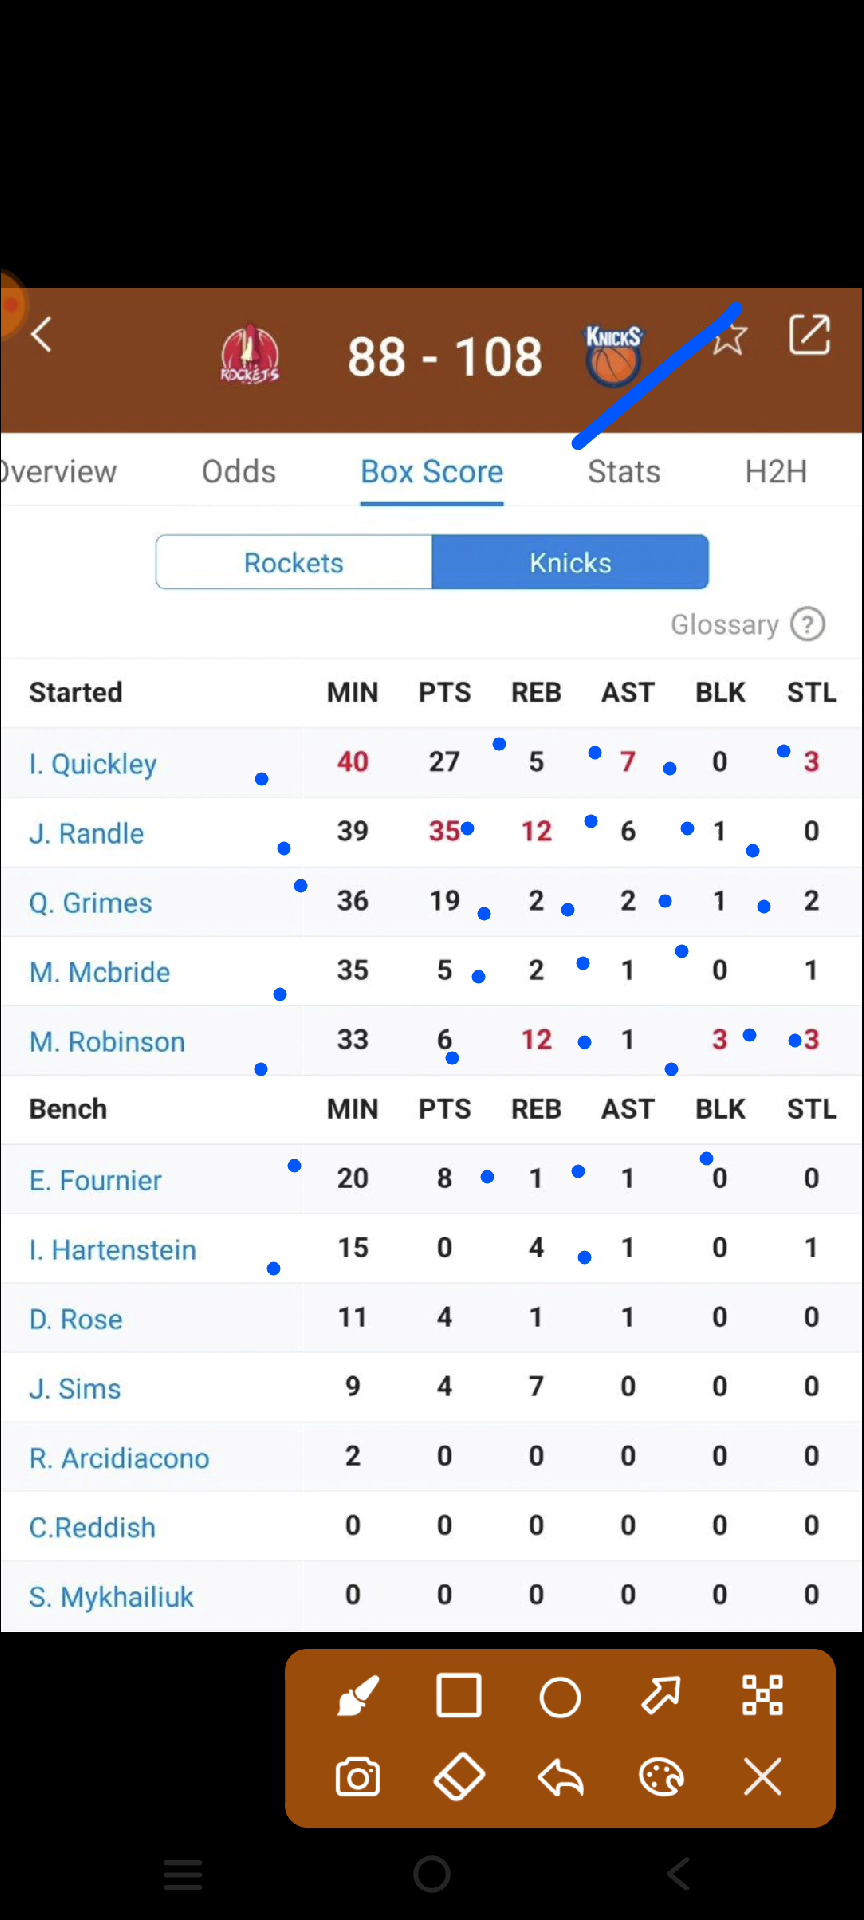 ROCKETS 88 - 108 KNICKS
Overview Odds Box Score Stats H2H
Rockets Knicks
Glossary ?
Started MIN PTS REB AST BLK STL
I. Quickley 40 27 5 7 0 3
J. Randle 39 35 12 6 1 0
Q. Grimes 36 19 2 2 1 2
M. Mcbride 35 5 2 1 0 1
M. Robinson 33 6 12 1 3 3
Bench MIN PTS REB AST BLK STL
E. Fournier 20 8 1 1 0 0
I. Hartenstein 15 0 4 1 0 1
D. Rose 11 4 1 1 0 0
J. Sims 9 4 7 0 0 0
R. Arcidiacono 2 0 0 0 0 0
C.Reddish 0 0 0 0 0 0
S. Mykhailiuk 0 0 0 0 0 0